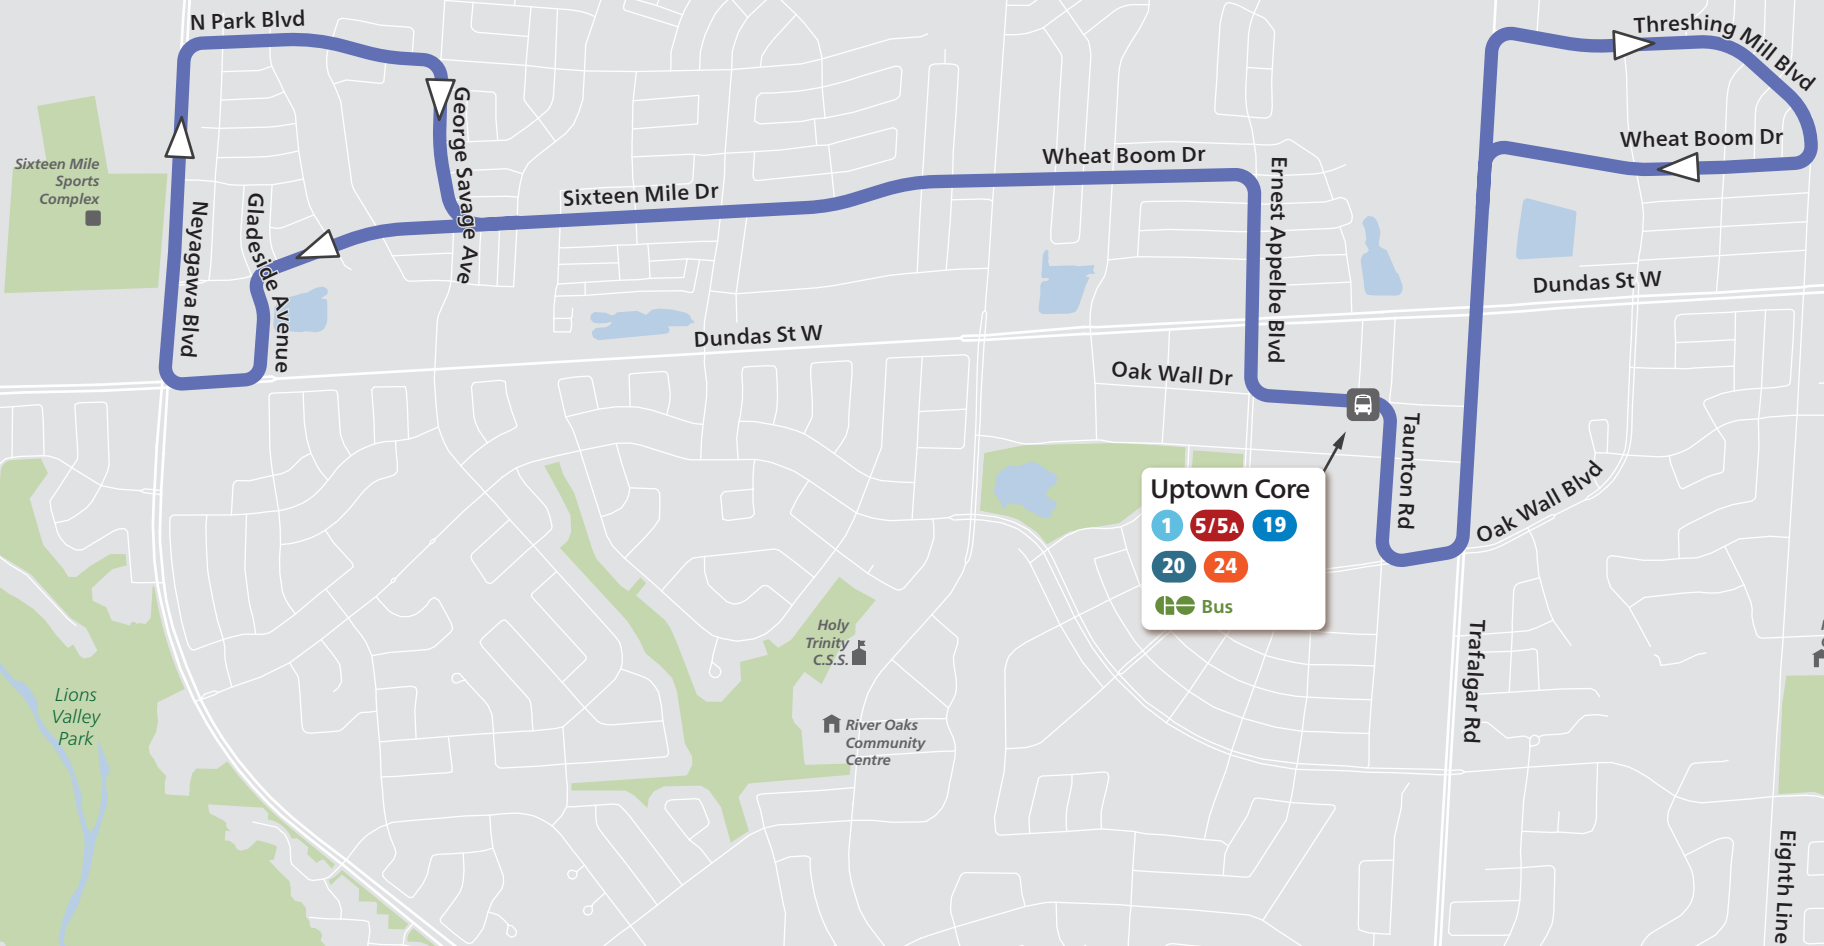 N Park Blvd
Threshing Mill Blvd
George Savage Ave
Wheat Boom Dr
Wheat Boom Dr
Sixteen Mile
Sports
Complex
Sixteen Mile Dr
Ernest Appelbe Blvd
Neyagawa Blvd
Gladeside Avenue
Dundas St W
Dundas St W
Oak Wall Dr
Taunton Rd
Oak Wall Blvd
Uptown Core
1 5/5A 19
20 24
GO Bus
Trafalgar Rd
Holy
Trinity
C.S.S.
Lions
Valley
Park
River Oaks
Community
Centre
Eighth Line